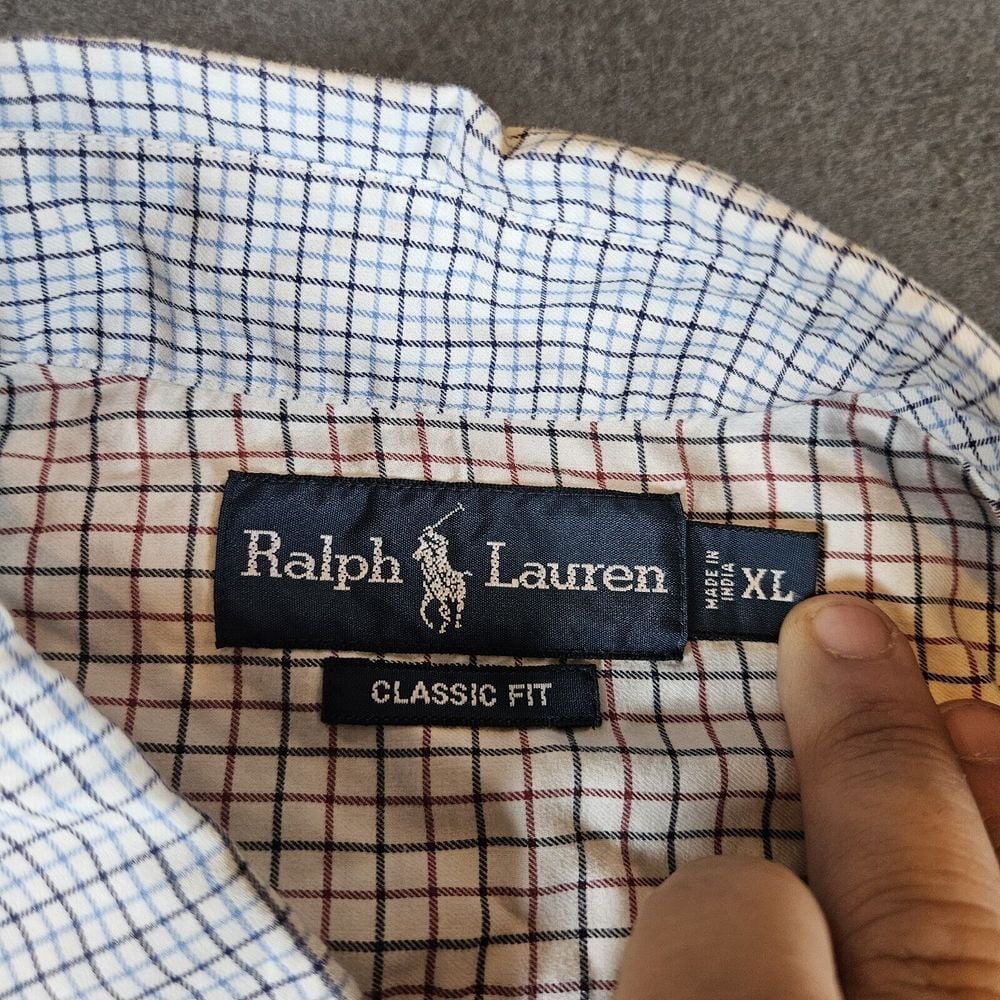 Ralph Lauren
MADE IN
INDIA
XL
CLASSIC FIT